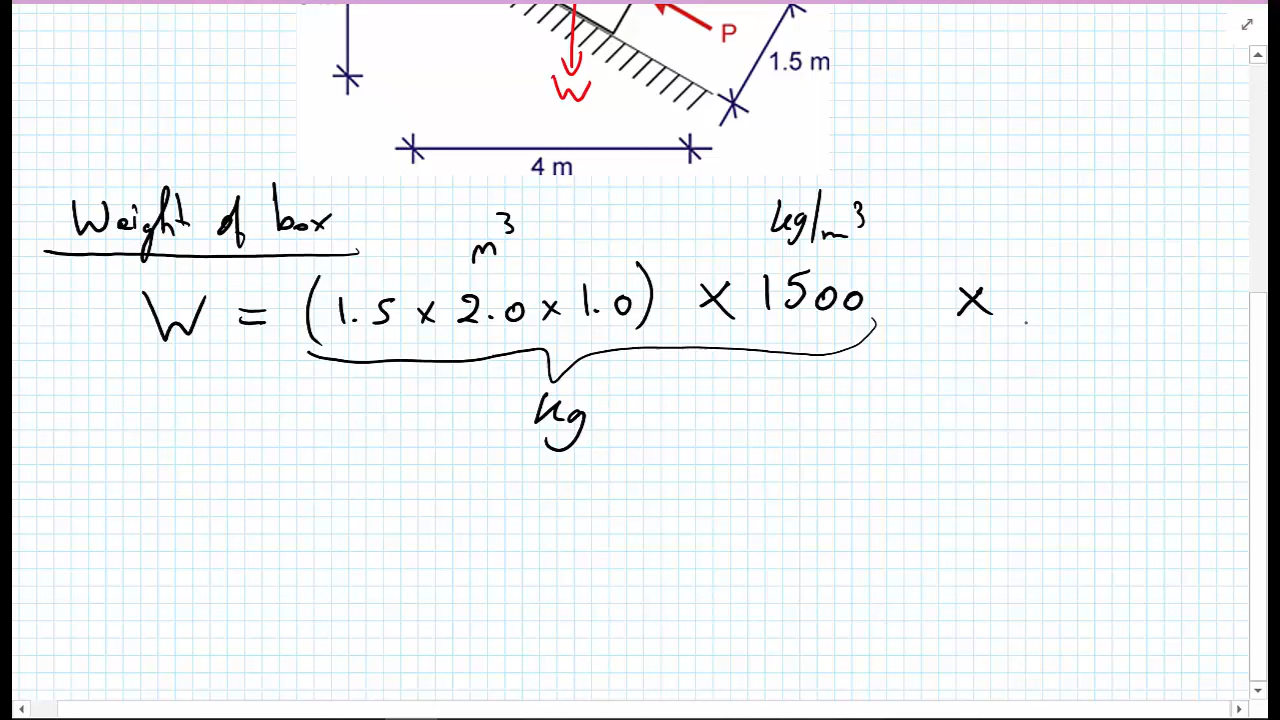 P
1.5 m
W
4 m
Weight of box
m³ kg/m³
W = (1.5 × 2.0 × 1.0) × 1500 ×
kg